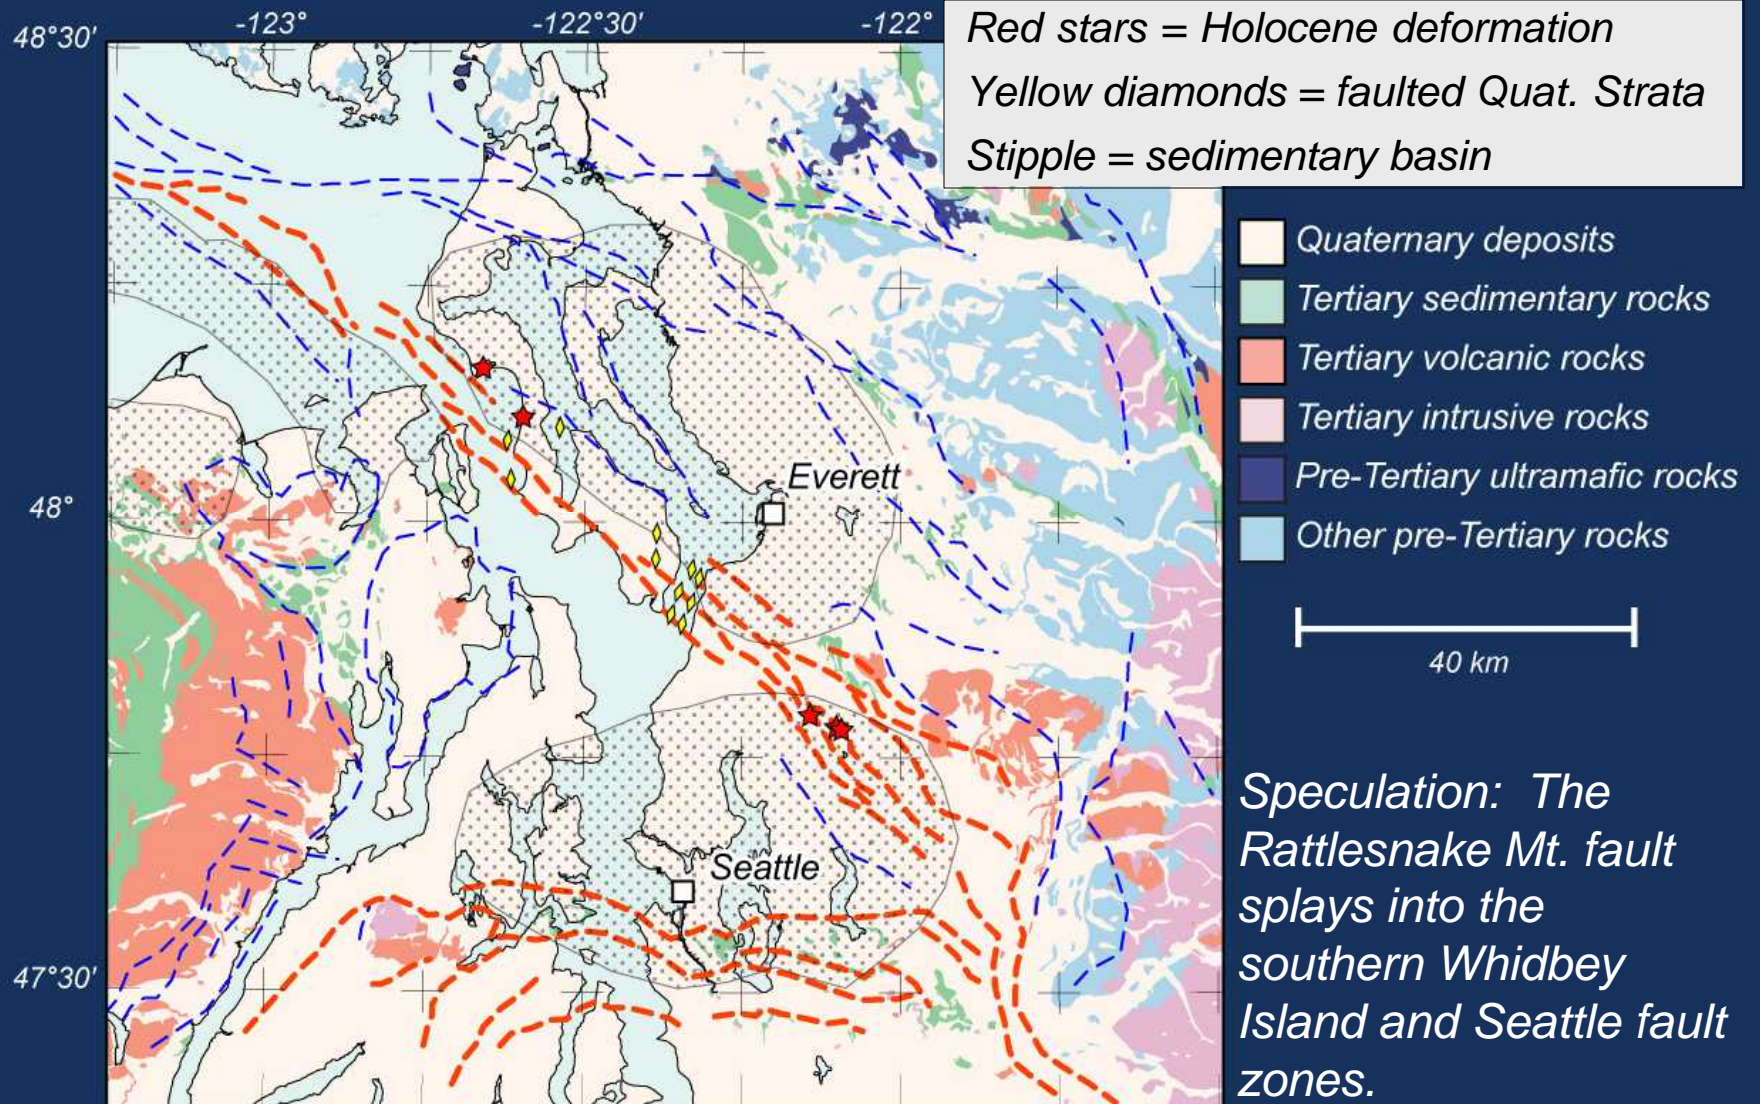 -123°
-122°30'
-122°
48°30'
48°
47°30'
Red stars = Holocene deformation
Yellow diamonds = faulted Quat. Strata
Stipple = sedimentary basin
Quaternary deposits
Tertiary sedimentary rocks
Tertiary volcanic rocks
Tertiary intrusive rocks
Pre-Tertiary ultramafic rocks
Other pre-Tertiary rocks
40 km
Everett
Seattle
Speculation: The
Rattlesnake Mt. fault
splays into the
southern Whidbey
Island and Seattle fault
zones.